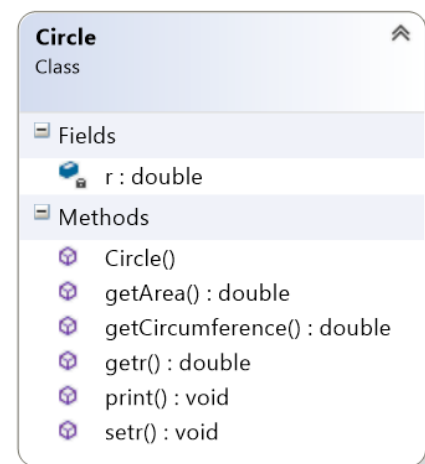 Circle
Class
Fields
r : double
Methods
Circle()
getArea() : double
getCircumference() : double
getr() : double
print() : void
setr() : void